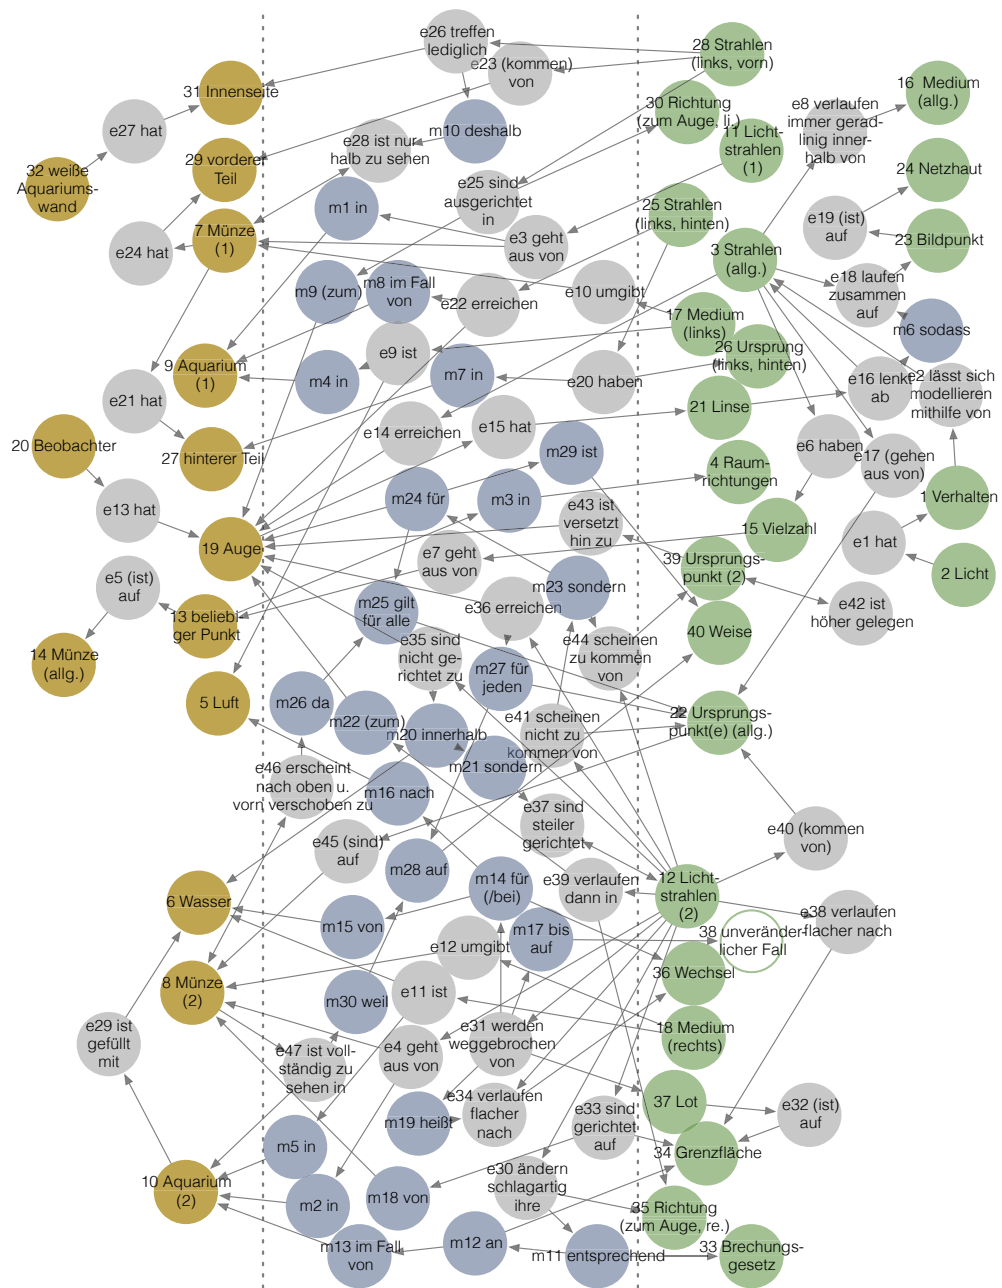 e26 treffen
lediglich
28 Strahlen
(links, vorn)
e23 (kommen)
von
31 Innenseite
16 Medium
(allg.)
e8 verlaufen
immer gerad-
linig inner-
halb von
30 Richtung
(zum Auge, li.)
e27 hat
m10 deshalb
e28 ist nur
halb zu sehen
11 Licht-
strahlen
(1)
29 vorderer
Teil
32 weiße
Aquariums-
wand
24 Netzhaut
e25 sind
ausgerichtet
in
m1 in
25 Strahlen
(links, hinten)
e19 (ist)
auf
7 Münze
(1)
e24 hat
e3 geht
aus von
3 Strahlen
(allg.)
23 Bildpunkt
m9 (zum)
m8 im Fall
von
e22 erreichen
e10 umgibt
e18 laufen
zusammen
auf
17 Medium
(links)
m6 sodass
e9 ist
26 Ursprung
(links, hinten)
9 Aquarium
(1)
m4 in
m7 in
e20 haben
e16 lenkt
ab
e2 lässt sich
modellieren
mithilfe von
e21 hat
21 Linse
e14 erreichen
e15 hat
20 Beobachter
27 hinterer Teil
m29 ist
e6 haben
e17 (gehen
aus von)
4 Raum-
richtungen
m24 für
m3 in
1 Verhalten
e13 hat
e43 ist
versetzt
hin zu
15 Vielzahl
19 Auge
e7 geht
aus von
e1 hat
39 Ursprungs-
punkt (2)
2 Licht
e5 (ist)
auf
m23 sondern
e36 erreichen
m25 gilt
für alle
13 beliebi-
ger Punkt
e42 ist
höher gelegen
14 Münze
(allg.)
e35 sind
nicht ge-
richtet zu
e44 scheinen
zu kommen
von
40 Weise
m27 für
jeden
5 Luft
m26 da
m22 (zum)
m20 innerhalb
e41 scheinen
nicht zu
kommen von
22 Ursprungs-
punkt(e) (allg.)
m21 sondern
e46 erscheint
nach oben u.
vorn verschoben zu
m16 nach
e37 sind
steiler
gerichtet
e45 (sind)
auf
e40 (kommen
von)
m28 auf
m14 für
(/bei)
e39 verlaufen
dann in
12 Licht-
strahlen
(2)
6 Wasser
m15 von
m17 bis
auf
e38 verlaufen
flacher nach
38 unveränder-
licher Fall
e12 umgibt
36 Wechsel
8 Münze
(2)
m30 weil
e11 ist
e29 ist
gefüllt
mit
e31 werden
weggebrochen
von
18 Medium
(rechts)
e4 geht
aus von
e47 ist voll-
ständig zu
sehen in
37 Lot
e34 verlaufen
flacher
nach
m19 heißt
e33 sind
gerichtet
auf
e32 (ist)
auf
34 Grenzfläche
m5 in
e30 ändern
schlagartig
ihre
10 Aquarium
(2)
m2 in
m18 von
35 Richtung
(zum Auge, re.)
m13 im Fall
von
m12 an
m11 entsprechend
33 Brechungs-
gesetz